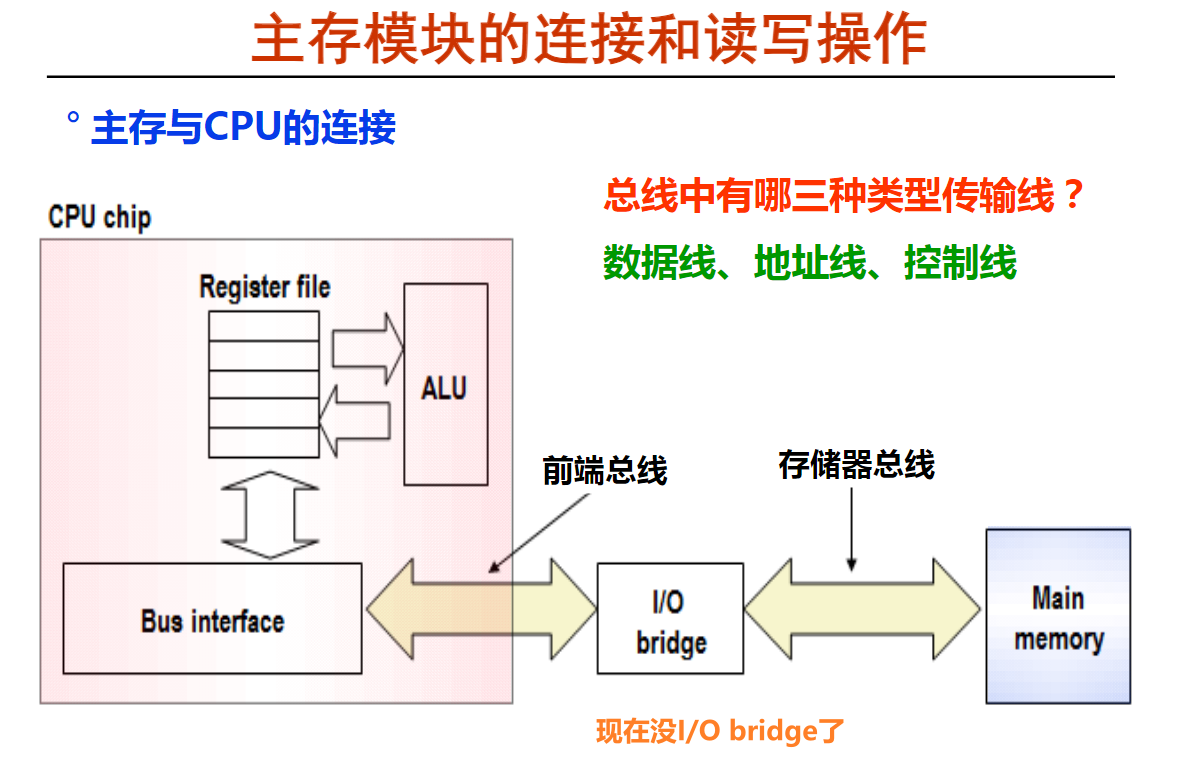 主存模块的连接和读写操作
° 主存与CPU的连接
总线中有哪三种类型传输线？
数据线、地址线、控制线
CPU chip
Register file
ALU
前端总线
存储器总线
Bus interface
I/O
bridge
Main
memory
现在没I/O bridge了